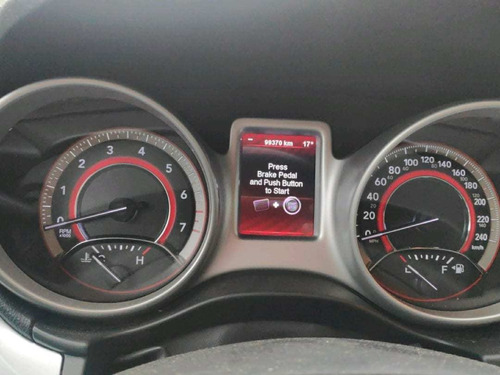 99370 km 17°
Press
Brake Pedal
and Push Button
to Start
+
0 1 2 3 4 5 6 7
RPM
C H
0 20 40 60 80 100 120 140 160 180 200 220 240
km/h
L F